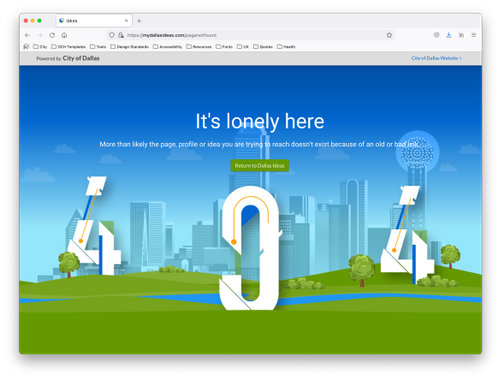 ideas
https://mydallasideas.com/pagenotfound
City
DCH Templates
Tools
Design Standards
Accessibility
Resources
Fonts
UX
Quotes
Health
Powered by City of Dallas
City of Dallas Website >
It's lonely here
More than likely the page, profile or idea you are trying to reach doesn't exist because of an old or bad link.
Return to Dallas Ideas
404